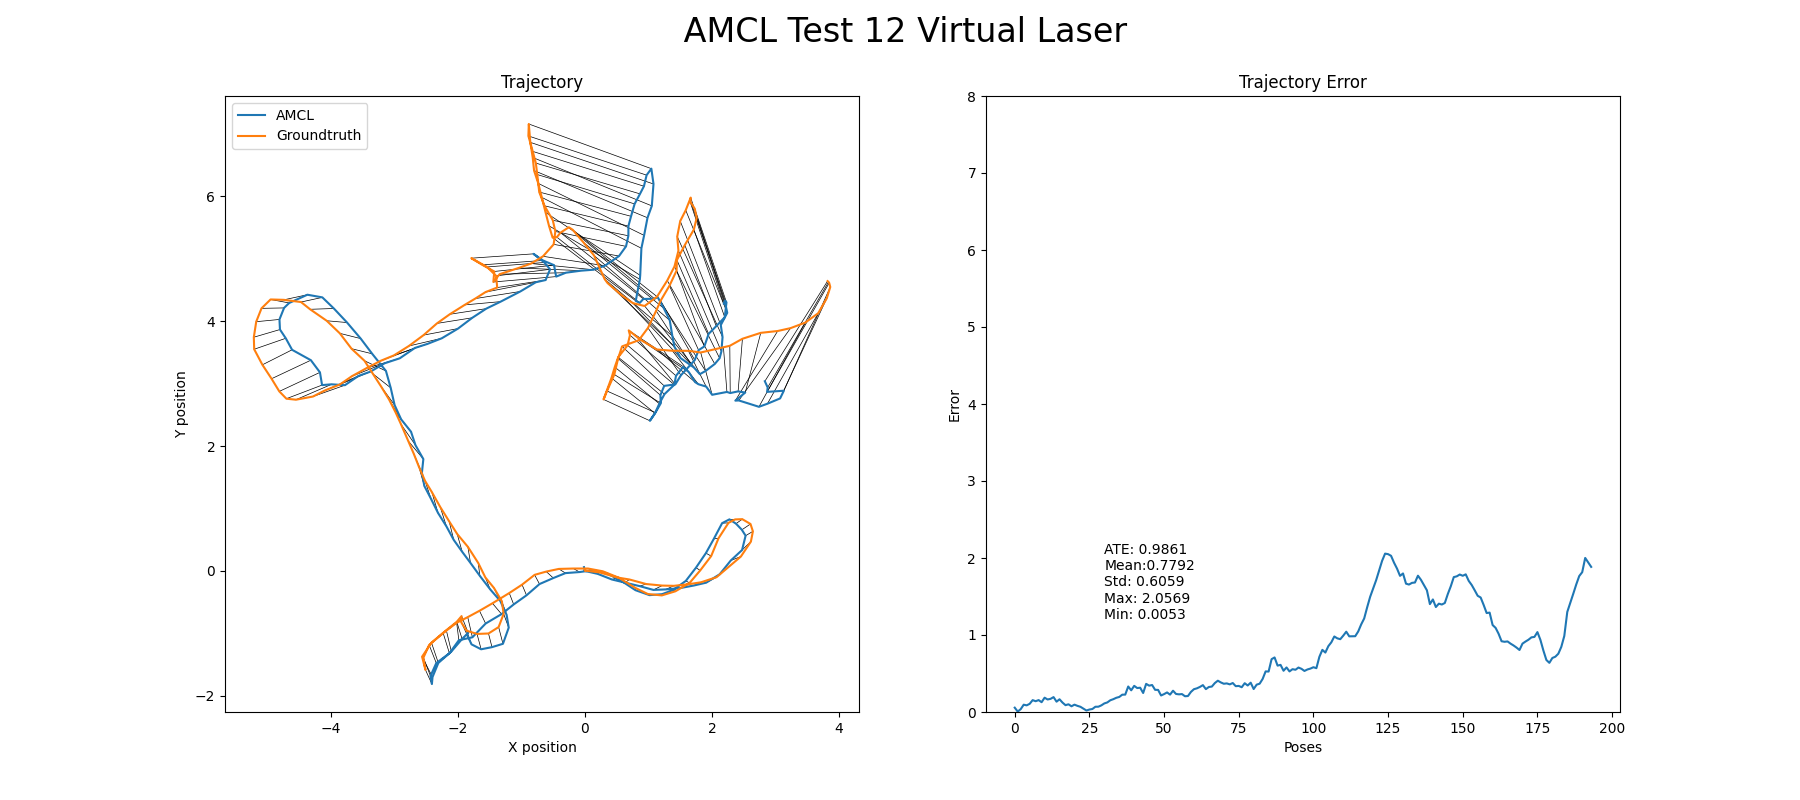 AMCL Test 12 Virtual Laser
Trajectory
AMCL
Groundtruth
6
4
2
0
−2
Y position
−4
−2
0
2
4
X position
Trajectory Error
8
7
6
5
4
3
2
1
0
Error
ATE: 0.9861
Mean:0.7792
Std: 0.6059
Max: 2.0569
Min: 0.0053
0
25
50
75
100
125
150
175
200
Poses